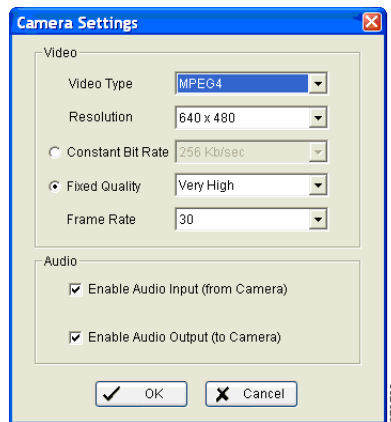 Camera Settings
Video
Video Type MPEG4
Resolution 640 x 480
Constant Bit Rate 256 Kb/sec
Fixed Quality Very High
Frame Rate 30
Audio
Enable Audio Input (from Camera)
Enable Audio Output (to Camera)
OK Cancel